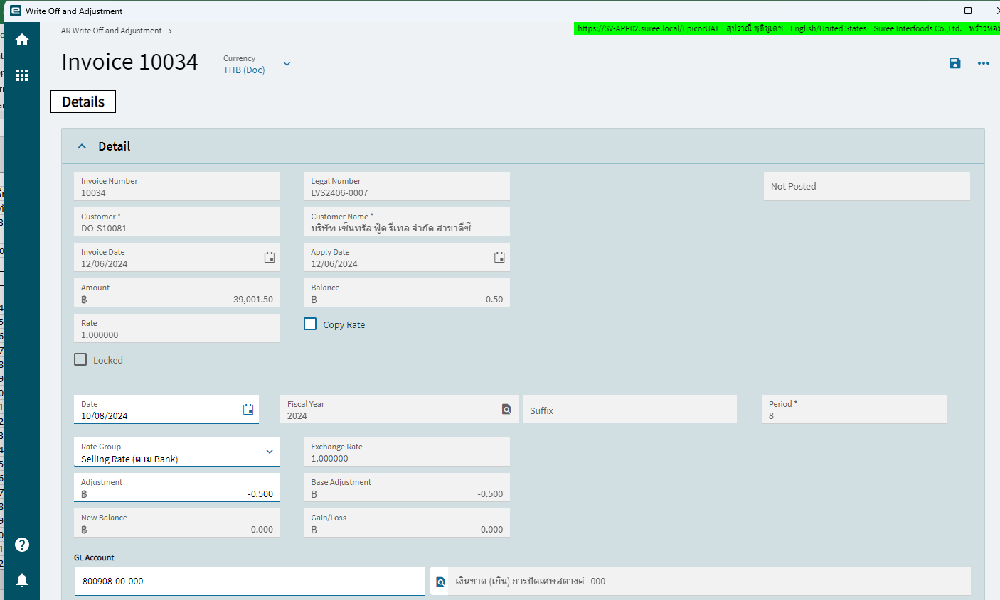 Write Off and Adjustment
AR Write Off and Adjustment
https://SV-APP02.suree.local/EpicorUAT สุปราณี ชุติชูเดช English/United States Suree Interfoods Co.,Ltd.
Invoice 10034
Currency
THB (Doc)
Details
Detail
Invoice Number
10034
Legal Number
LVS2406-0007
Not Posted
Customer *
DO-S10081
Customer Name *
บริษัท เซ็นทรัล ฟู้ด รีเทล จำกัด สาขาดีซี
Invoice Date
12/06/2024
Apply Date
12/06/2024
Amount
฿ 39,001.50
Balance
฿ 0.50
Rate
1.000000
Copy Rate
Locked
Date
10/08/2024
Fiscal Year
2024
Suffix
Period *
8
Rate Group
Selling Rate (ตาม Bank)
Exchange Rate
1.000000
Adjustment
฿ -0.500
Base Adjustment
฿ -0.500
New Balance
฿ 0.000
Gain/Loss
฿ 0.000
GL Account
800908-00-000-
เงินขาด (เกิน) การปัดเศษสตางค์--000